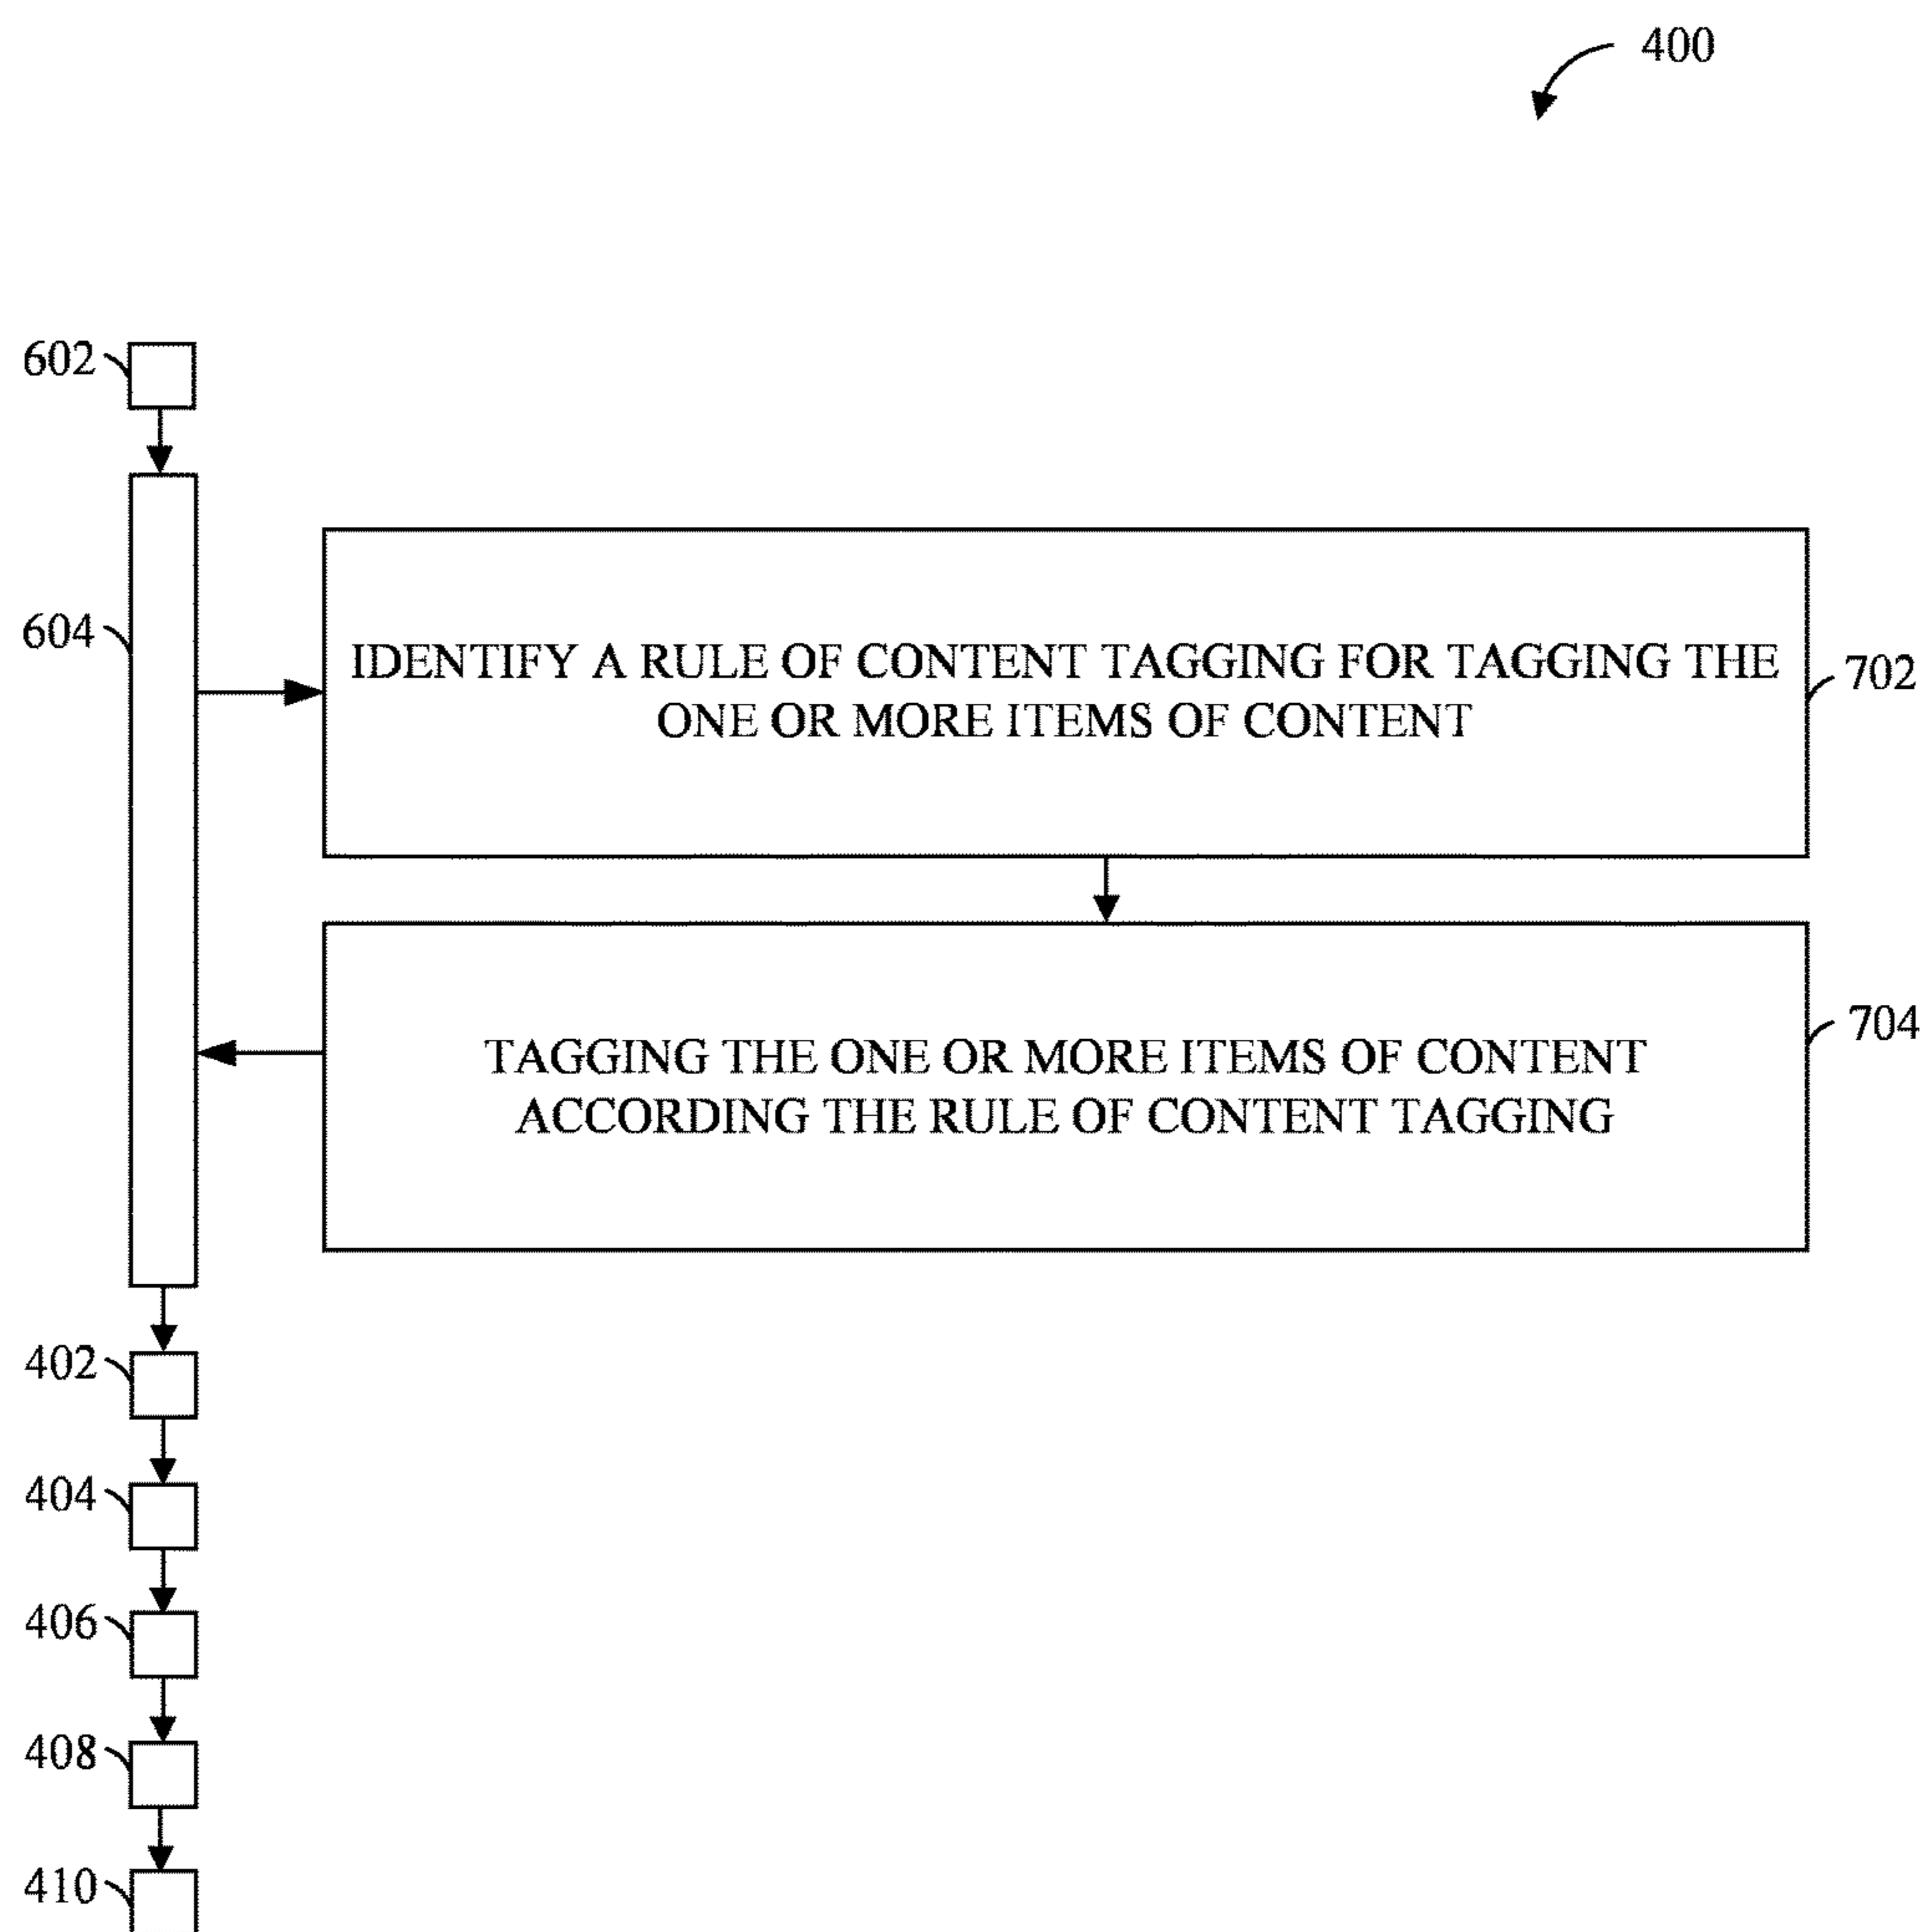 400
602
604
IDENTIFY A RULE OF CONTENT TAGGING FOR TAGGING THE
ONE OR MORE ITEMS OF CONTENT
702
TAGGING THE ONE OR MORE ITEMS OF CONTENT
ACCORDING THE RULE OF CONTENT TAGGING
704
402
404
406
408
410